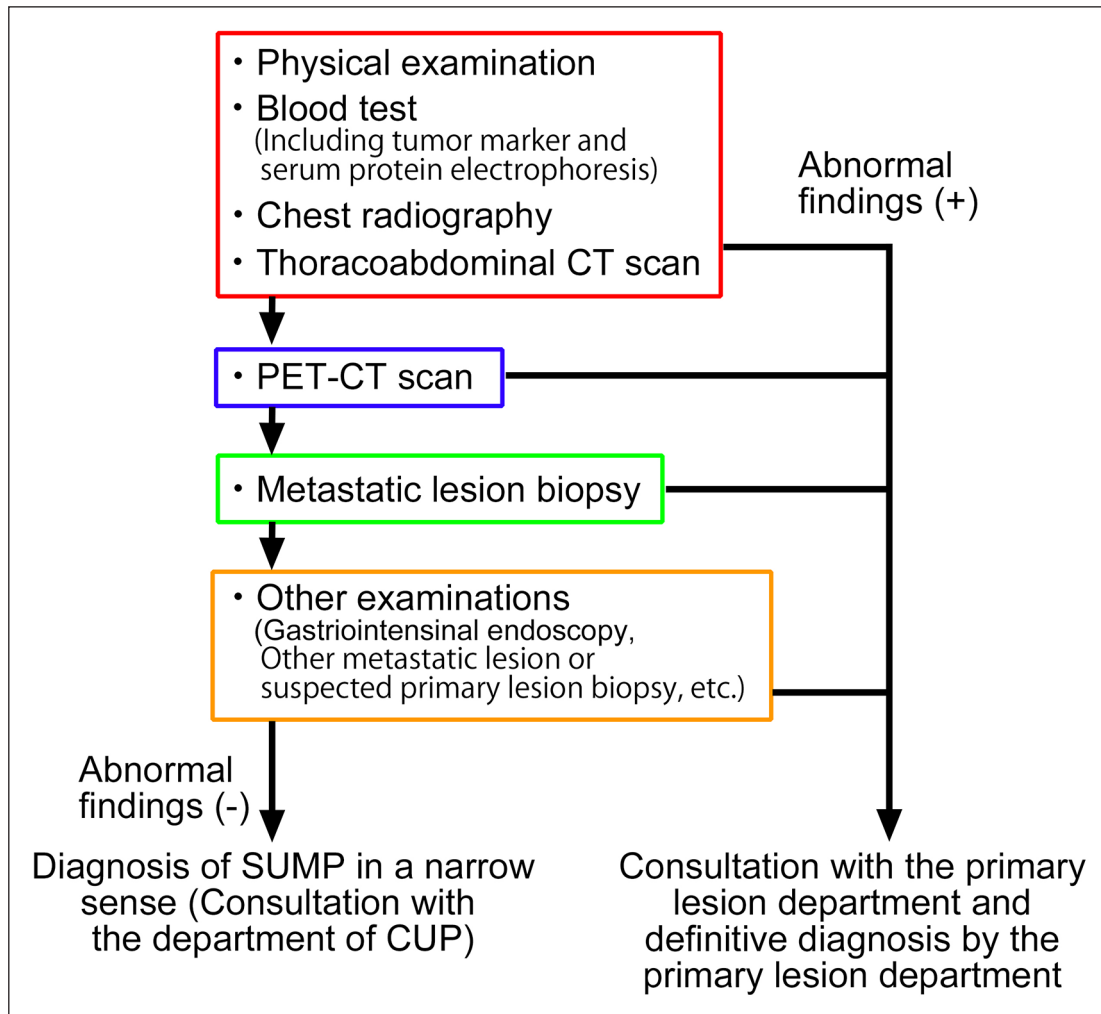 ・Physical examination
・Blood test
(Including tumor marker and
serum protein electrophoresis)
・Chest radiography
・Thoracoabdominal CT scan
Abnormal
findings (+)
・PET-CT scan
・Metastatic lesion biopsy
・Other examinations
(Gastriointensinal endoscopy,
Other metastatic lesion or
suspected primary lesion biopsy, etc.)
Abnormal
findings (-)
Diagnosis of SUMP in a narrow
sense (Consultation with
the department of CUP)
Consultation with the primary
lesion department and
definitive diagnosis by the
primary lesion department